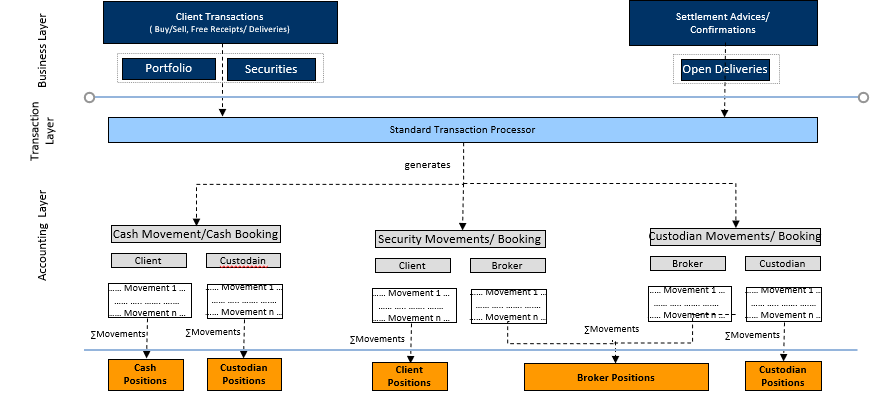 Business Layer
Client Transactions
( Buy/Sell, Free Receipts/ Deliveries)
Settlement Advices/
Confirmations
Portfolio
Securities
Open Deliveries
Transaction
Layer
Standard Transaction Processor
generates
Accounting Layer
Cash Movement/Cash Booking
Security Movements/ Booking
Custodian Movements/ Booking
Client
Custodain
Client
Broker
Broker
Custodian
..... Movement 1 ...
..... ..... ...... ......
..... Movement n ...
..... Movement 1 ...
..... ..... ...... ......
..... Movement n ...
..... Movement 1 ...
..... ..... ...... ......
..... Movement n ...
..... Movement 1 ...
..... ..... ...... ......
..... Movement n ...
..... Movement 1 ...
..... ..... ...... ......
..... Movement n ...
..... Movement 1 ...
..... ..... ...... ......
..... Movement n ...
∑Movements
∑Movements
∑Movements
∑Movements
∑Movements
Cash
Positions
Custodian
Positions
Client
Positions
Broker Positions
Custodian
Positions